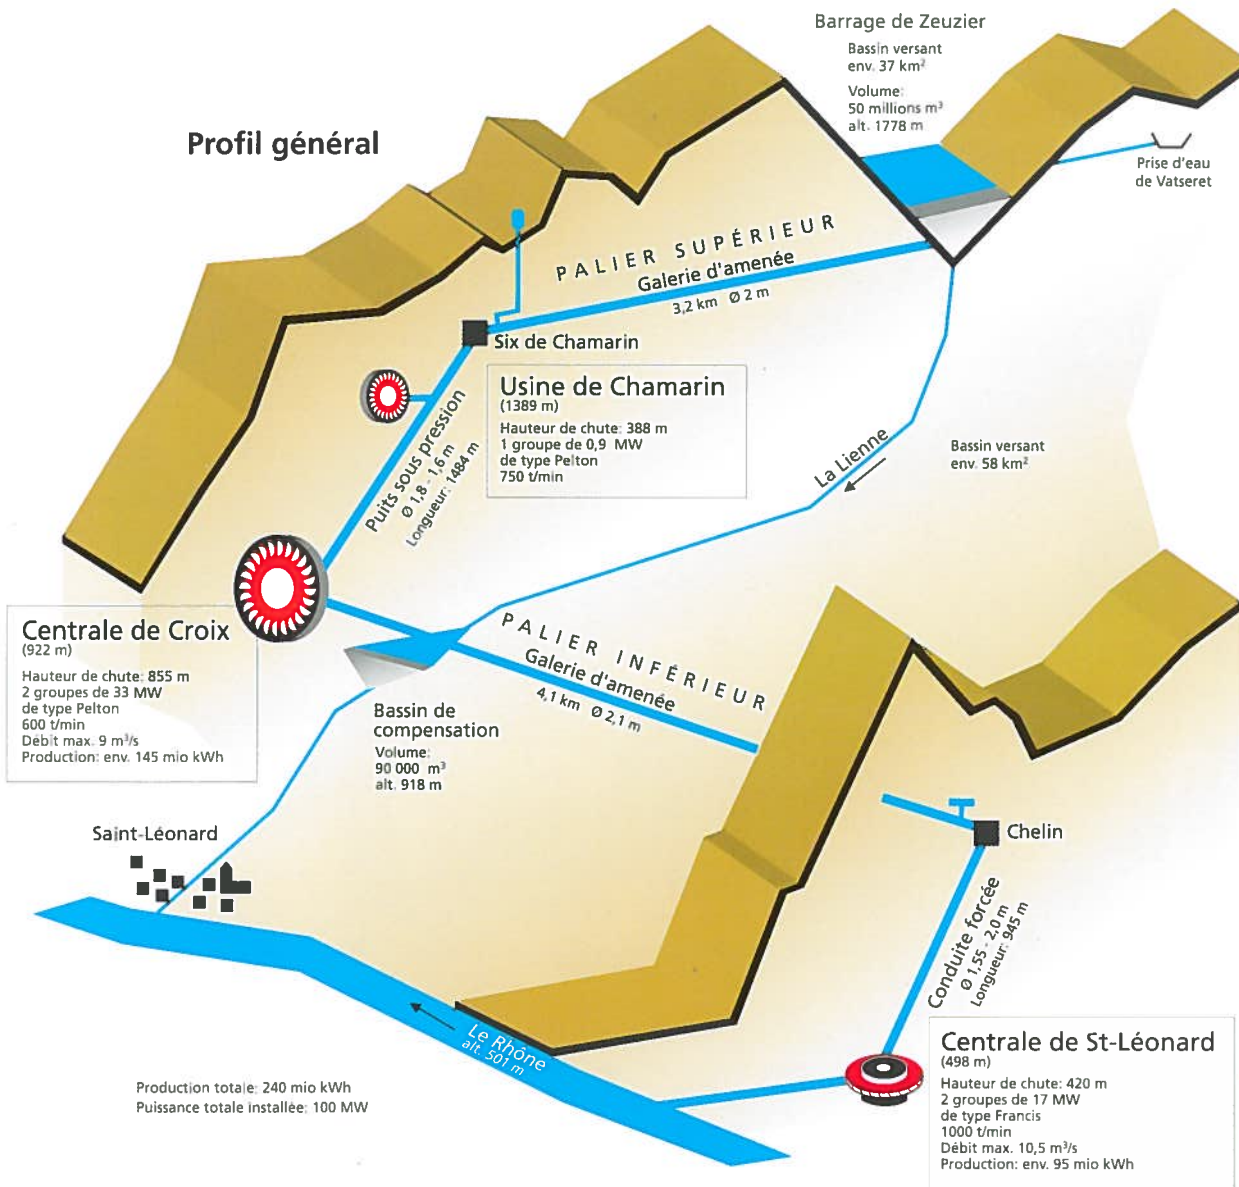 Profil général
Barrage de Zeuzier
Bassin versant
env. 37 km²
Volume:
50 millions m³
alt. 1778 m
Prise d'eau
de Vatseret
PALIER SUPÉRIEUR
Galerie d'amenée
3,2 km Ø 2 m
Six de Chamarin
Usine de Chamarin
(1389 m)
Hauteur de chute: 388 m
1 groupe de 0,9 MW
de type Pelton
750 t/min
Puits sous pression
Ø 1,8 - 1,6 m
Longueur: 1484 m
La Lienne
Bassin versant
env. 58 km²
Centrale de Croix
(922 m)
Hauteur de chute: 855 m
2 groupes de 33 MW
de type Pelton
600 t/min
Débit max. 9 m³/s
Production: env. 145 mio kWh
PALIER INFÉRIEUR
Galerie d'amenée
4,1 km Ø 2,1 m
Bassin de
compensation
Volume:
90 000 m³
alt. 918 m
Saint-Léonard
Chelin
Conduite forcée
Ø 1,55 - 2,0 m
Longueur: 945 m
Le Rhône
alt. 501 m
Centrale de St-Léonard
(498 m)
Hauteur de chute: 420 m
2 groupes de 17 MW
de type Francis
1000 t/min
Débit max. 10,5 m³/s
Production: env. 95 mio kWh
Production totale: 240 mio kWh
Puissance totale installée: 100 MW